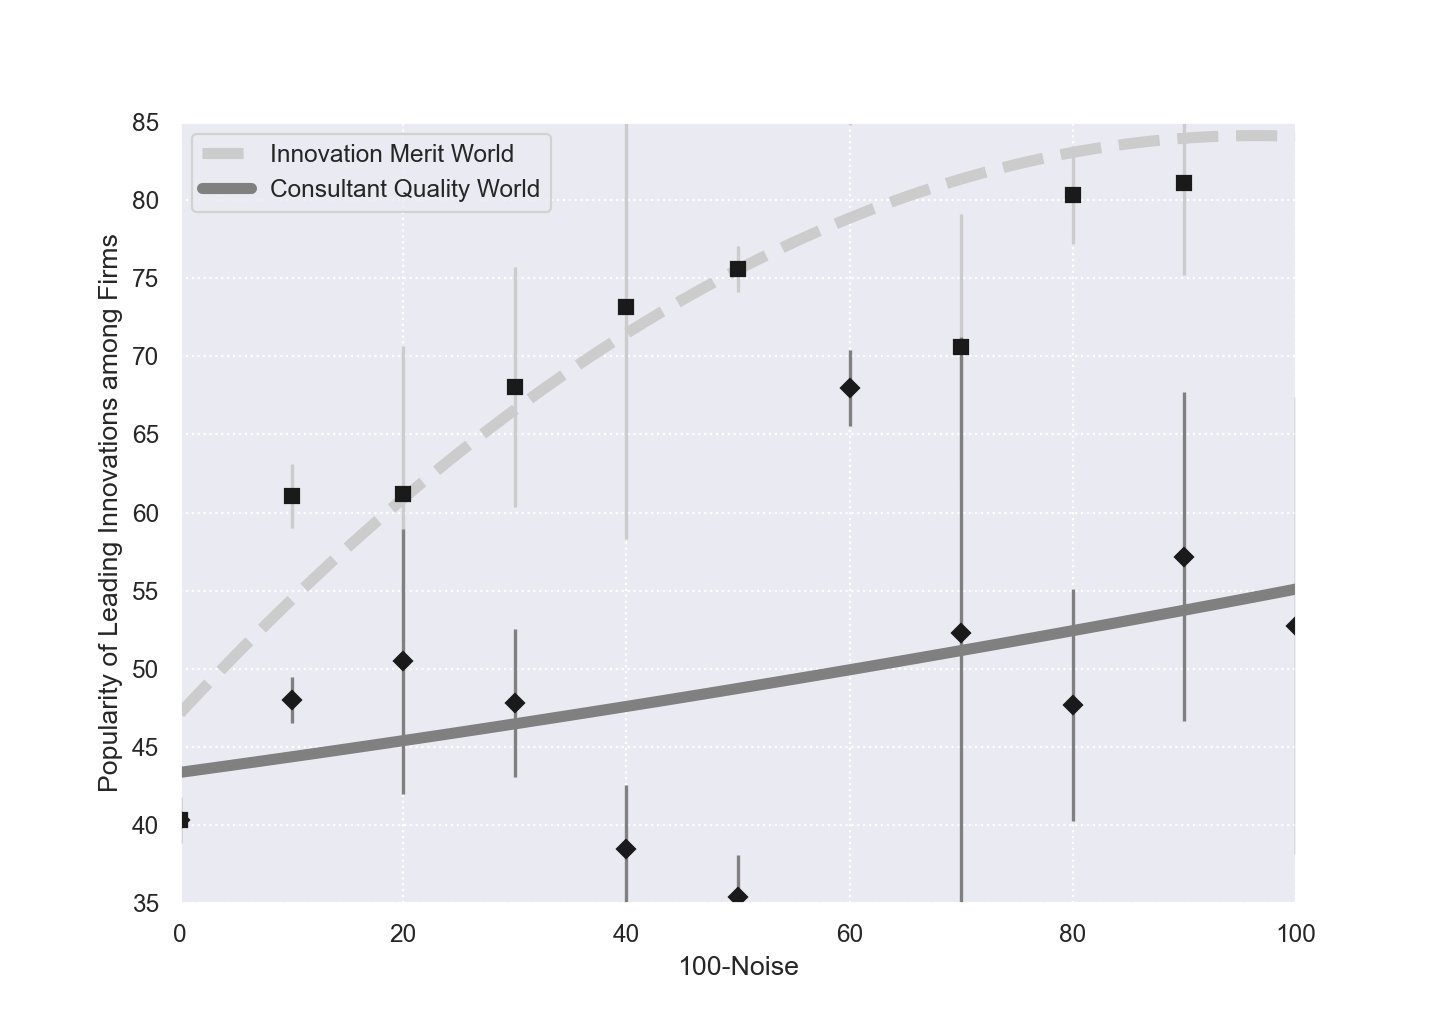 85
80
75
70
65
60
55
50
45
40
35
Popularity of Leading Innovations among Firms
Innovation Merit World
Consultant Quality World
0 20 40 60 80 100
100-Noise